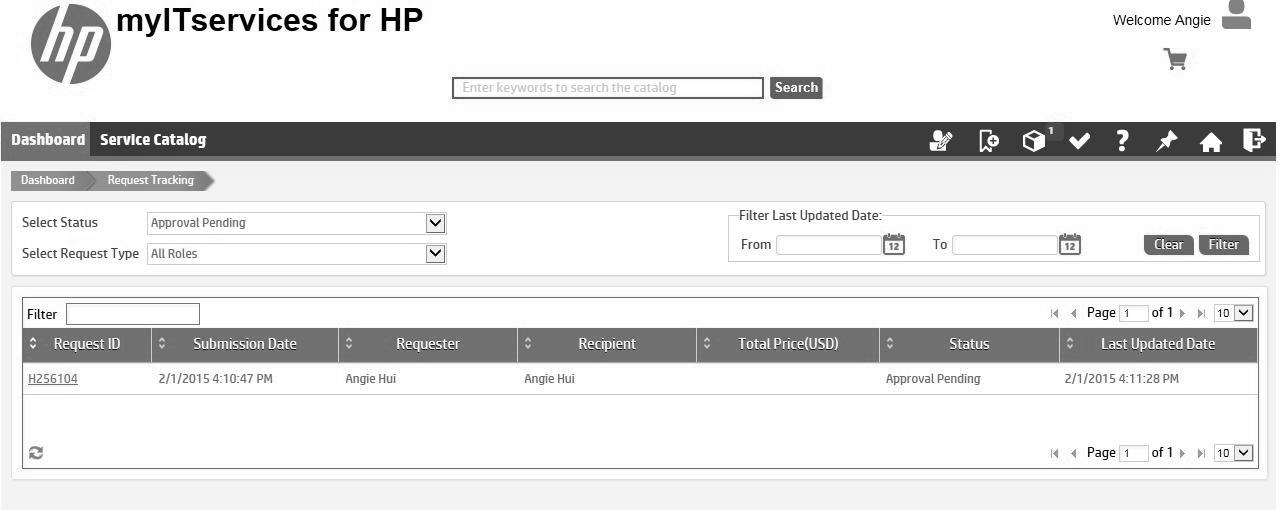 hp
myITservices for HP
Welcome Angie
Enter keywords to search the catalog
Search
Dashboard Service Catalog
1
?
Dashboard Request Tracking
Select Status Approval Pending
Select Request Type All Roles
Filter Last Updated Date:
From 12 To 12 Clear Filter
Filter
Page 1 of 1 10
Request ID Submission Date Requester Recipient Total Price(USD) Status Last Updated Date
H256104 2/1/2015 4:10:47 PM Angie Hui Angie Hui Approval Pending 2/1/2015 4:11:28 PM
Page 1 of 1 10